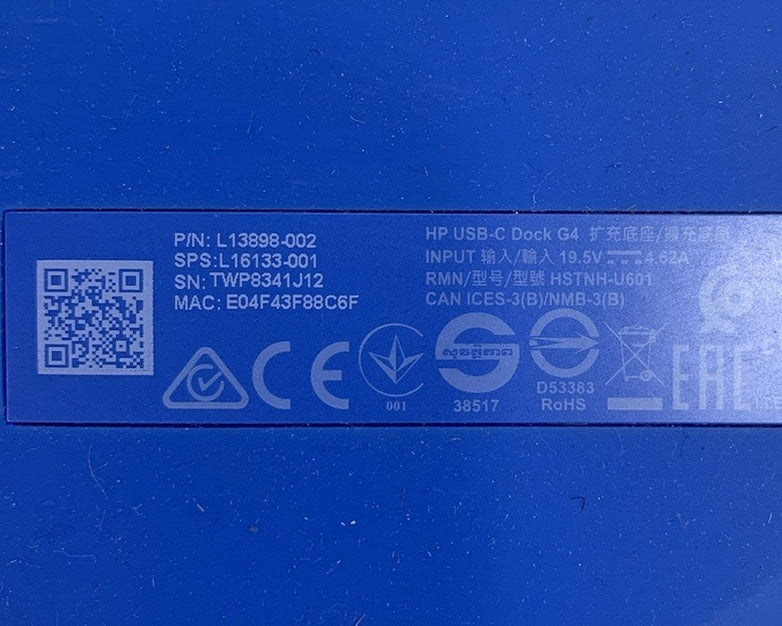 P/N: L13898-002
SPS:L16133-001
SN: TWP8341J12
MAC: E04F43F88C6F
HP USB-C Dock G4 扩充底座/擴充底座
INPUT 输入/輸入 19.5V⎓4.62A
RMN/型号/型號 HSTNH-U601
CAN ICES-3(B)/NMB-3(B)
CE
001
38517
D53383
RoHS
EAC